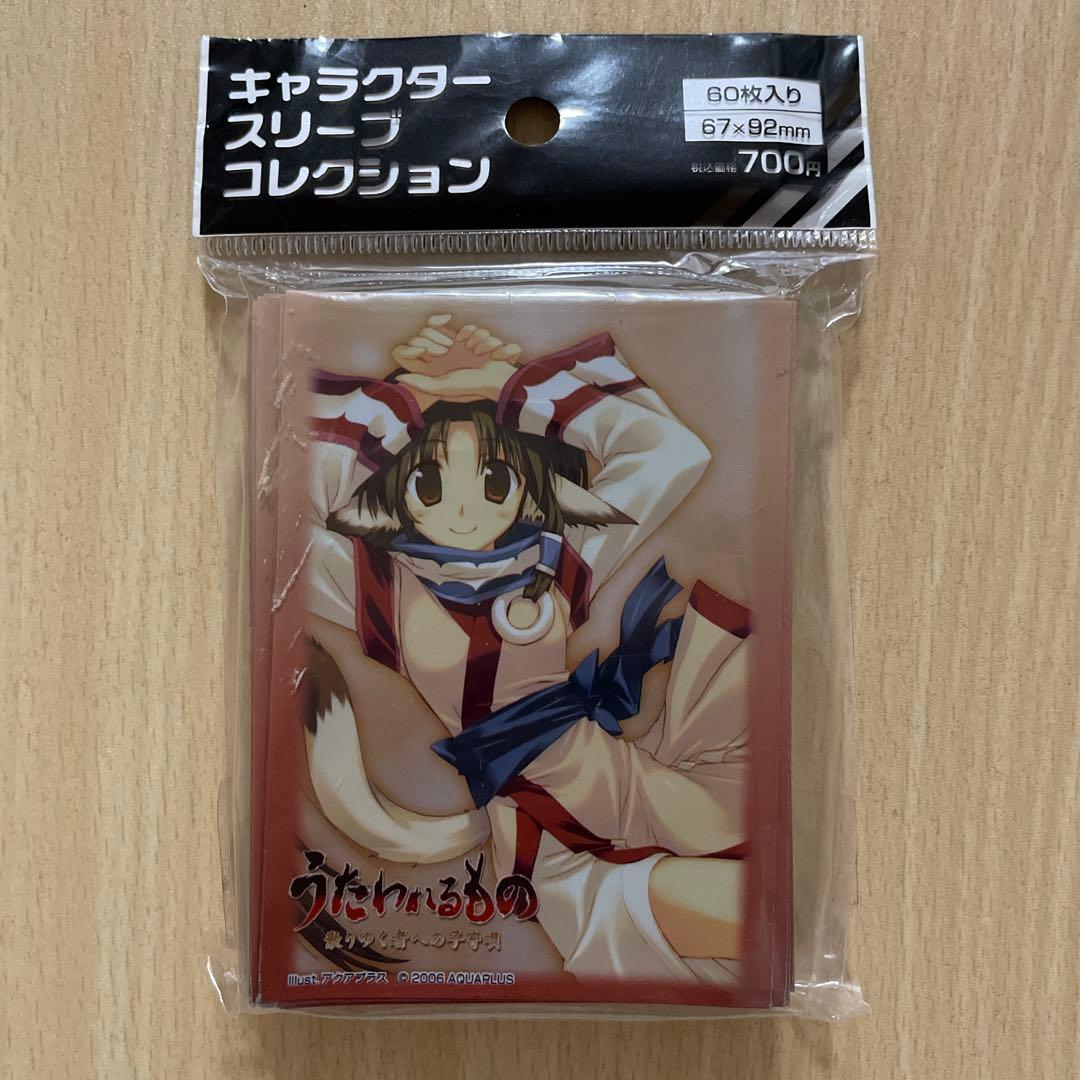 キャラクター
スリーブ
コレクション
60枚入り
67×92mm
税込価格700円
うたわれるもの
散りゆく者への子守唄
Illust. アクアプラス © 2006 AQUAPLUS